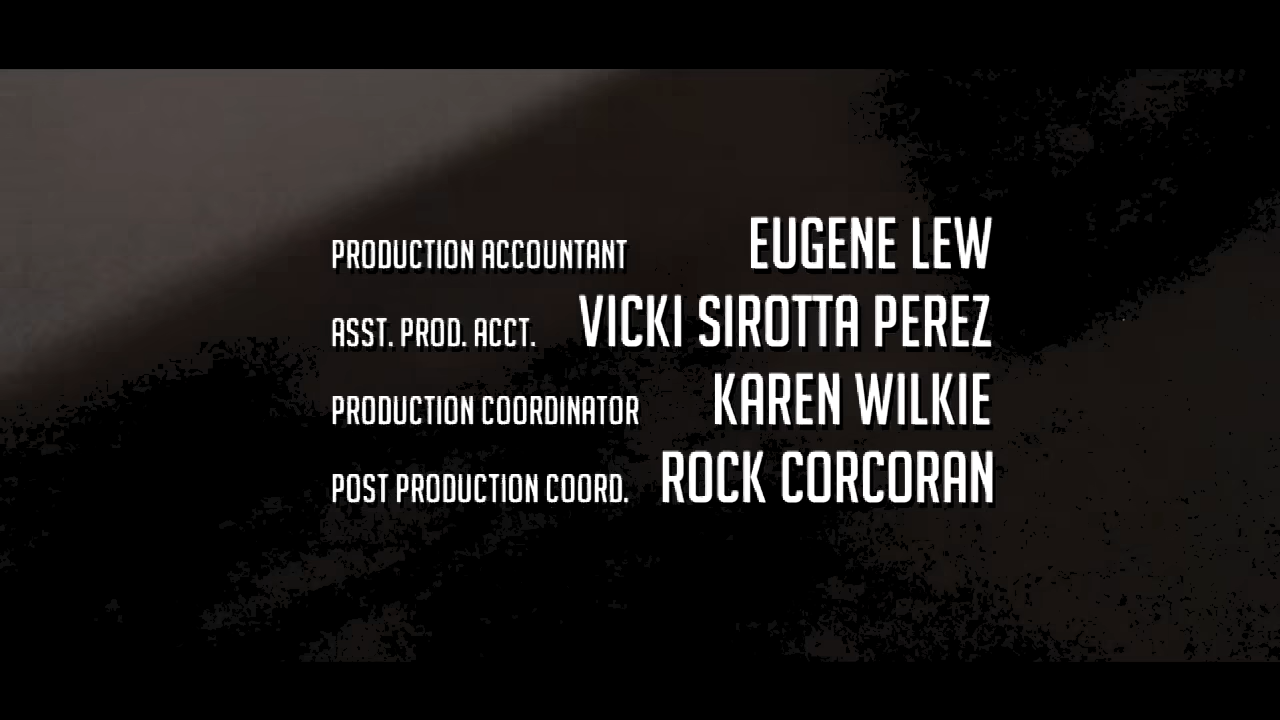 PRODUCTION ACCOUNTANT EUGENE LEW
ASST. PROD. ACCT. VICKI SIROTTA PEREZ
PRODUCTION COORDINATOR KAREN WILKIE
POST PRODUCTION COORD. ROCK CORCORAN